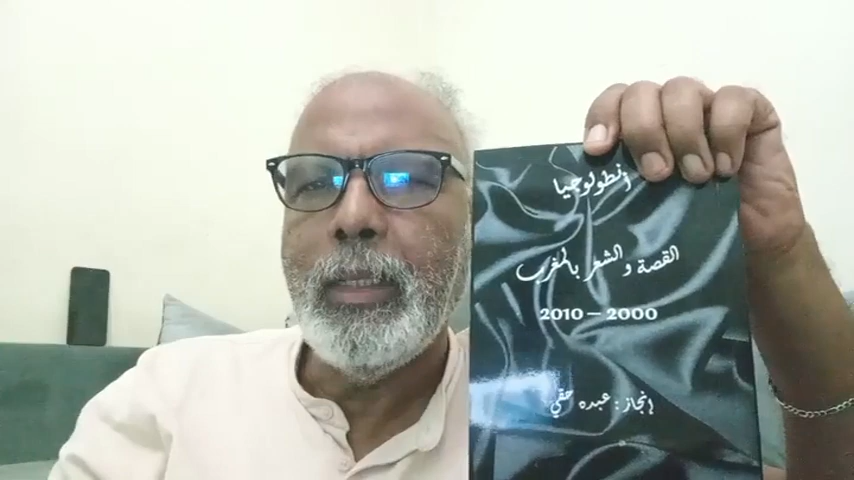 أنطولوجيا
القصة و الشعر بالمغرب
2000 — 2010
إنجاز : عبده حقي